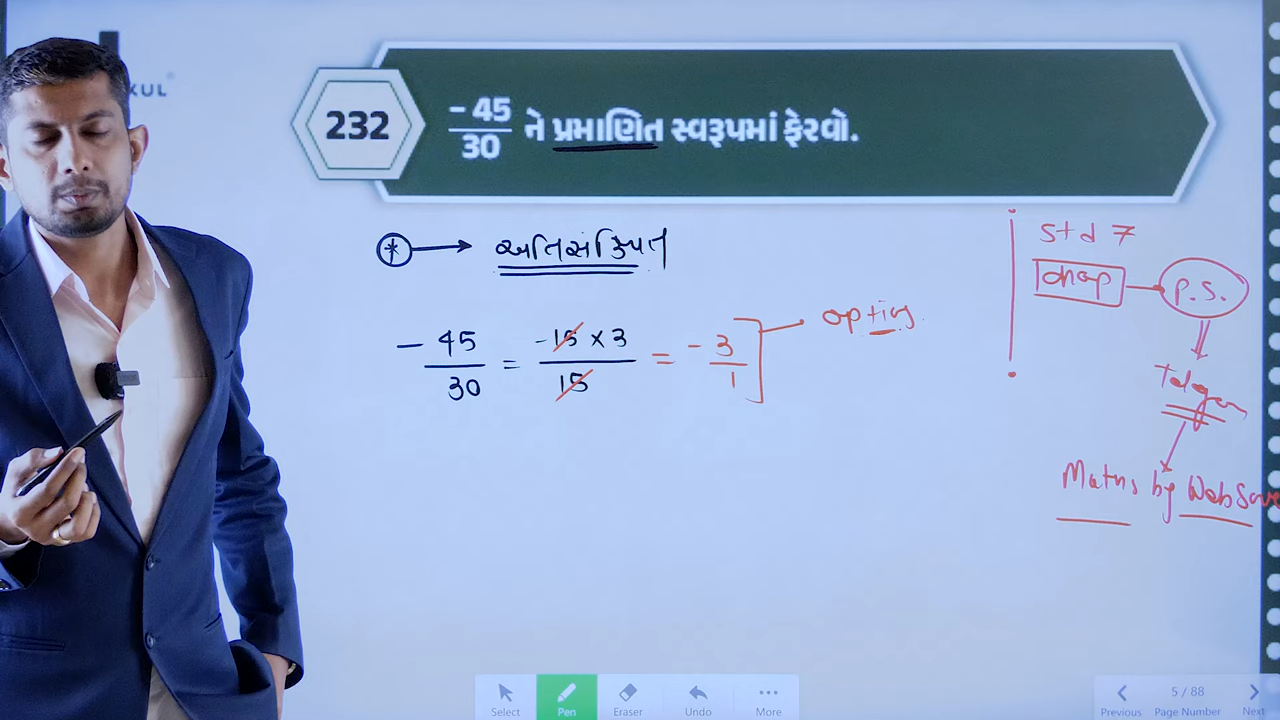 KUL
232
-45/30 ને પ્રમાણિત સ્વરૂપમાં ફેરવો.
* → અતિસંક્ષિપ્ત
- 45/30 = -15 x 3/15 = - 3/1
option
Std 7
chap
P.S.
Maths by
Select Pen Eraser Undo More
Previous Page Number Next
5 / 88